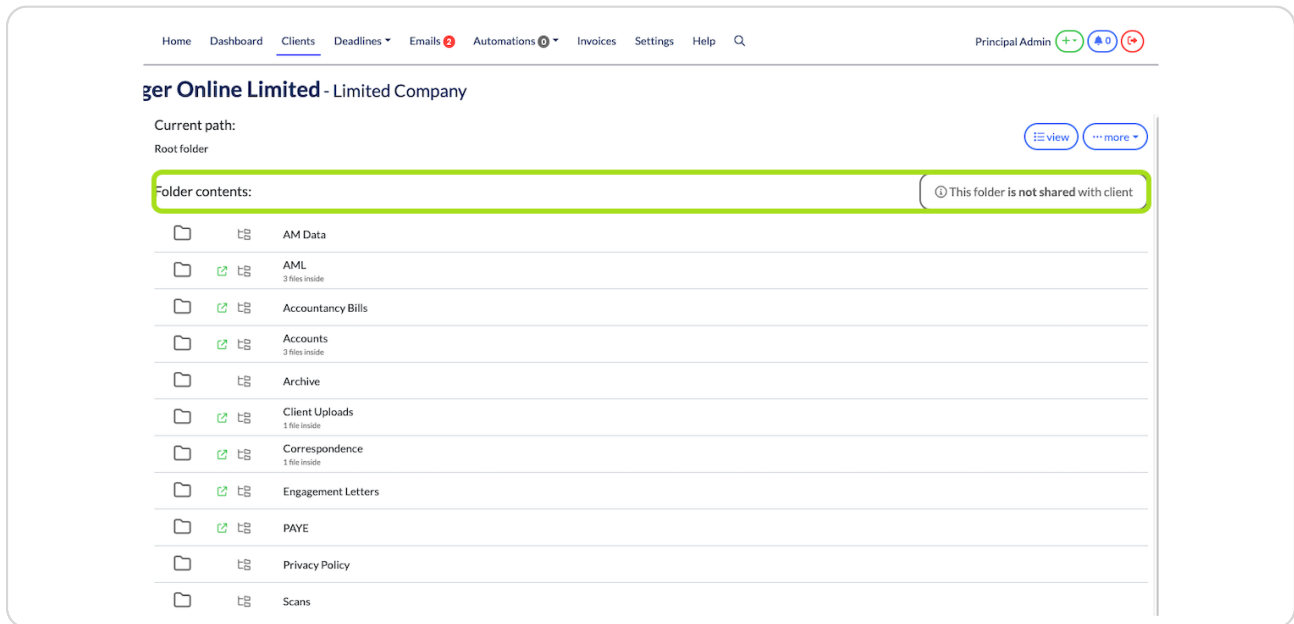 Home Dashboard Clients Deadlines Emails 2 Automations 0 Invoices Settings Help Principal Admin + 0
ger Online Limited - Limited Company
Current path:
Root folder
view ... more
Folder contents:
This folder is not shared with client
AM Data
AML
3 files inside
Accountancy Bills
Accounts
3 files inside
Archive
Client Uploads
1 file inside
Correspondence
1 file inside
Engagement Letters
PAYE
Privacy Policy
Scans